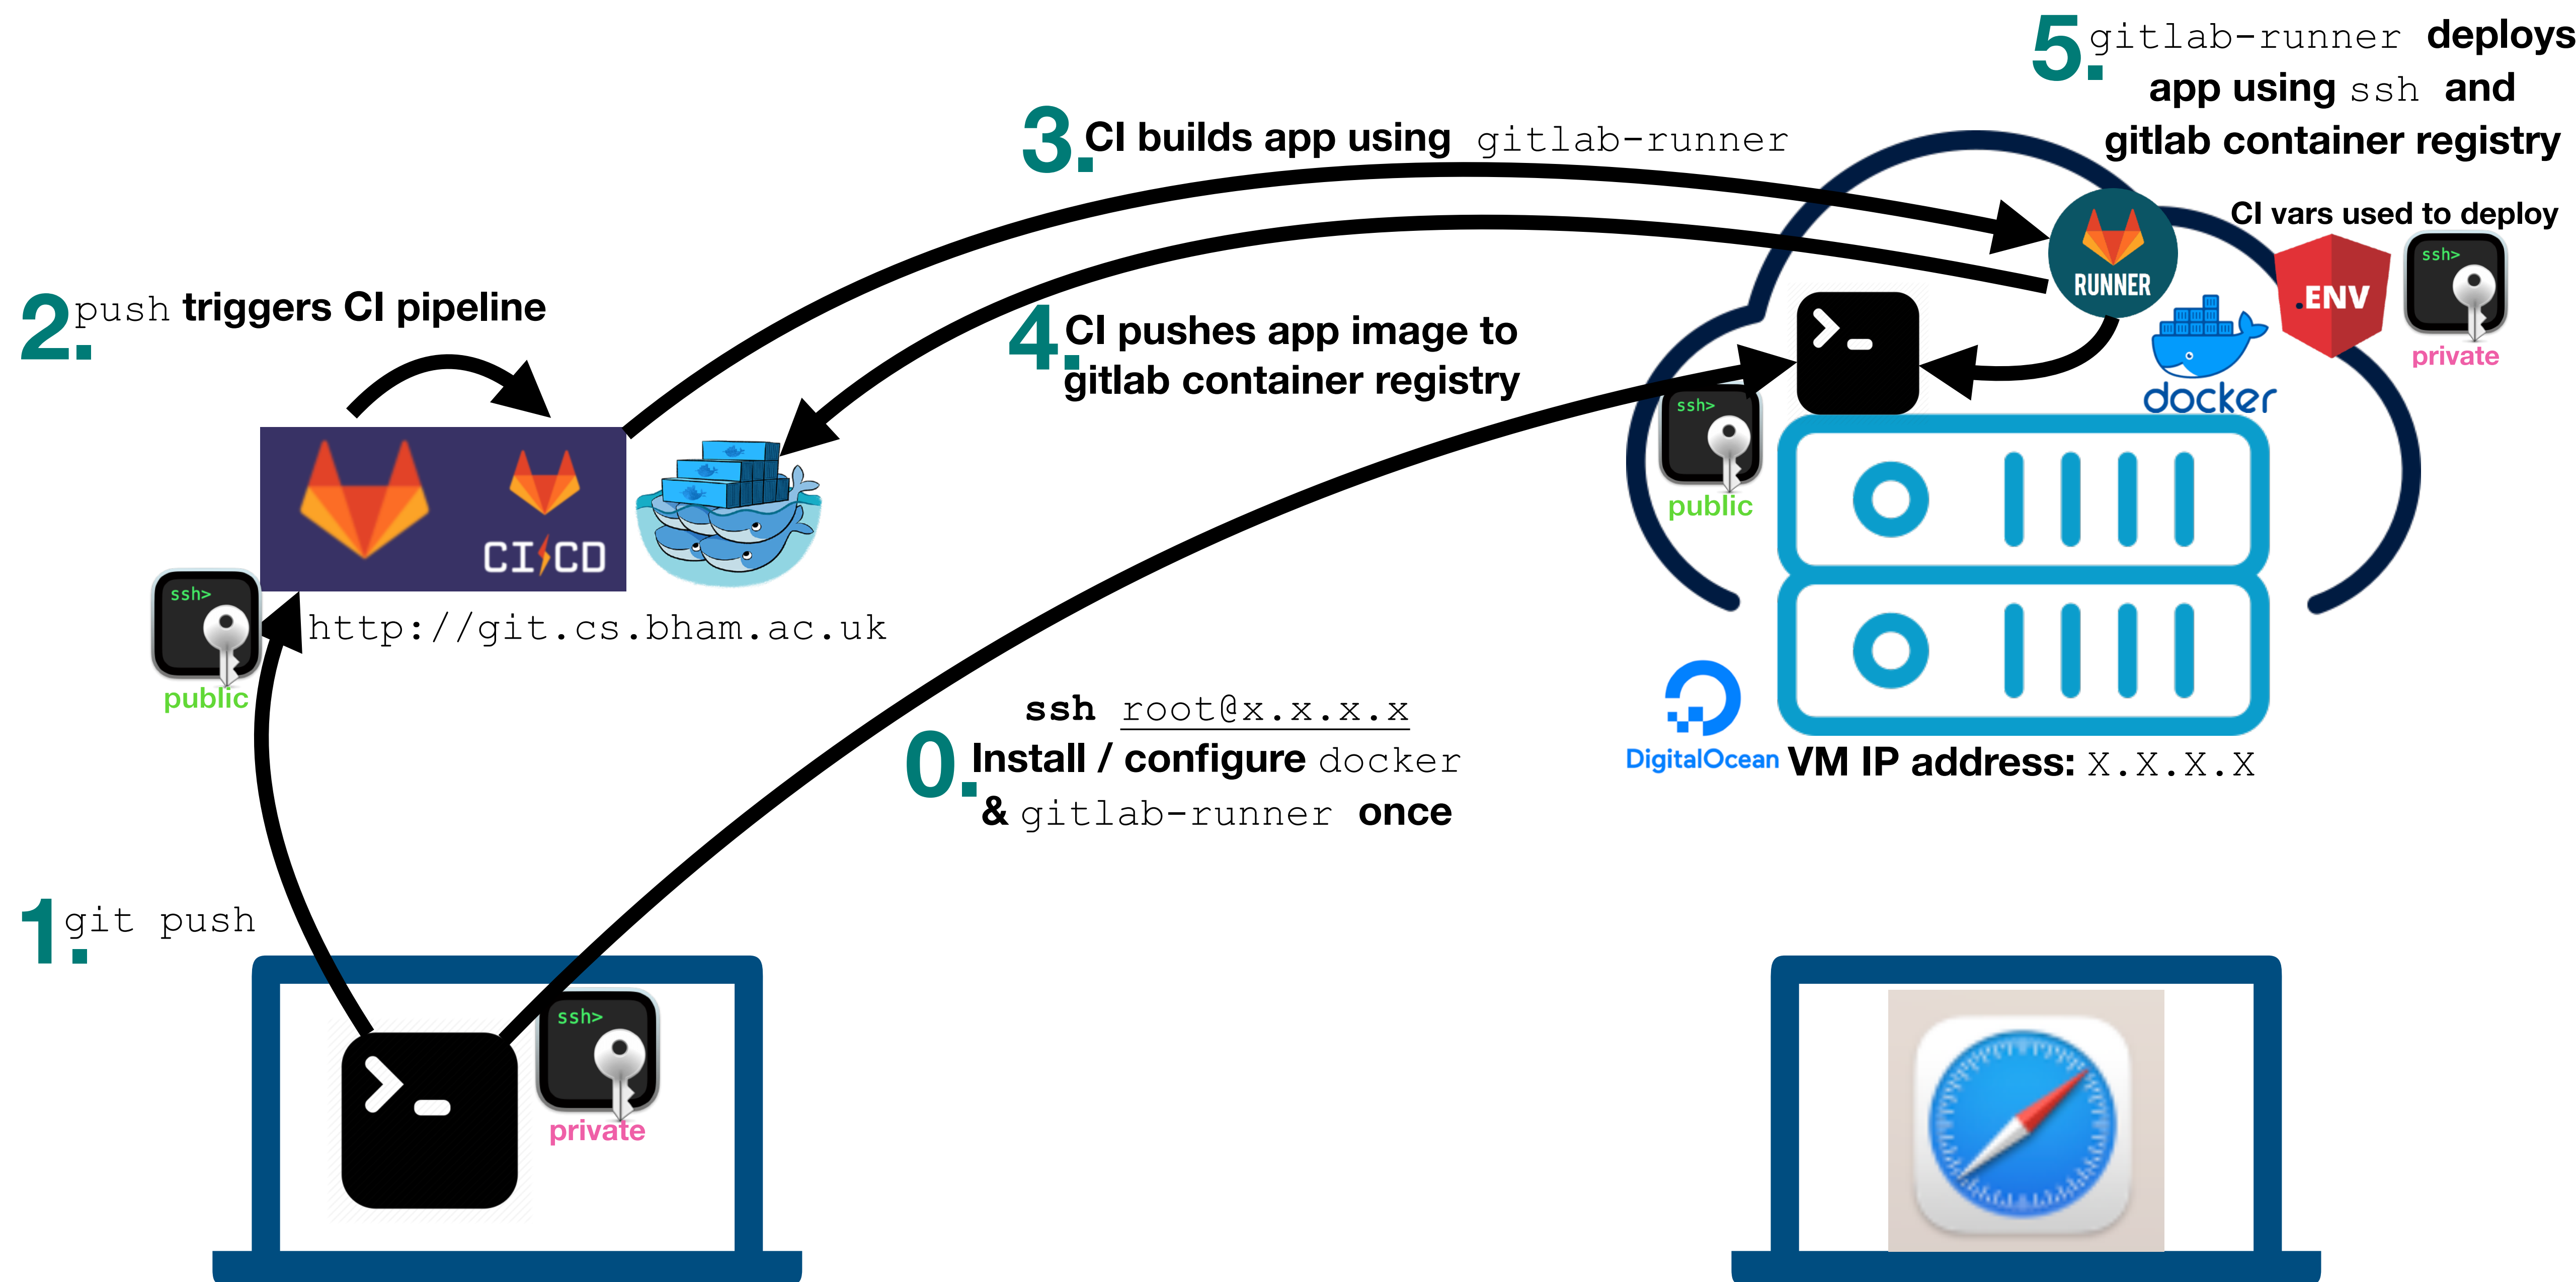 5. gitlab-runner deploys
app using ssh and
gitlab container registry
3. CI builds app using gitlab-runner
CI vars used to deploy
ssh>
.ENV
private
RUNNER
docker
2. push triggers CI pipeline
4. CI pushes app image to
gitlab container registry
ssh>
public
CI CD
ssh>
public
http://git.cs.bham.ac.uk
ssh root@x.x.x.x
0. Install / configure docker
& gitlab-runner once
DigitalOcean
VM IP address: X.X.X.X
1. git push
ssh>
private